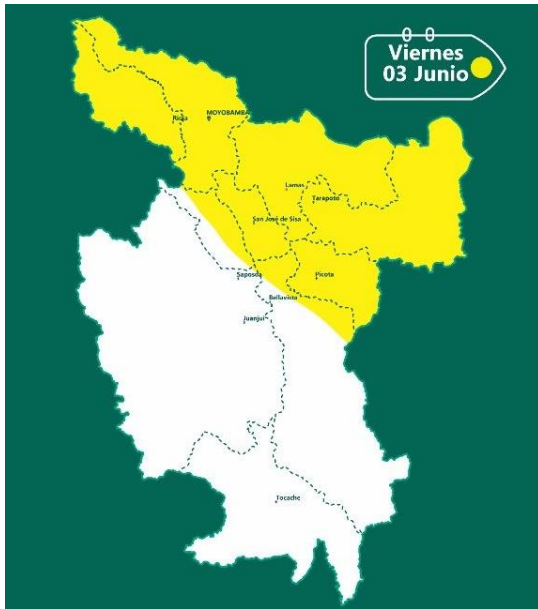 Viernes
03 Junio
Rioja
MOYOBAMBA
Lamas
Tarapoto
San José de Sisa
Saposoa
Picota
Bellavista
Juanjuí
Tocache